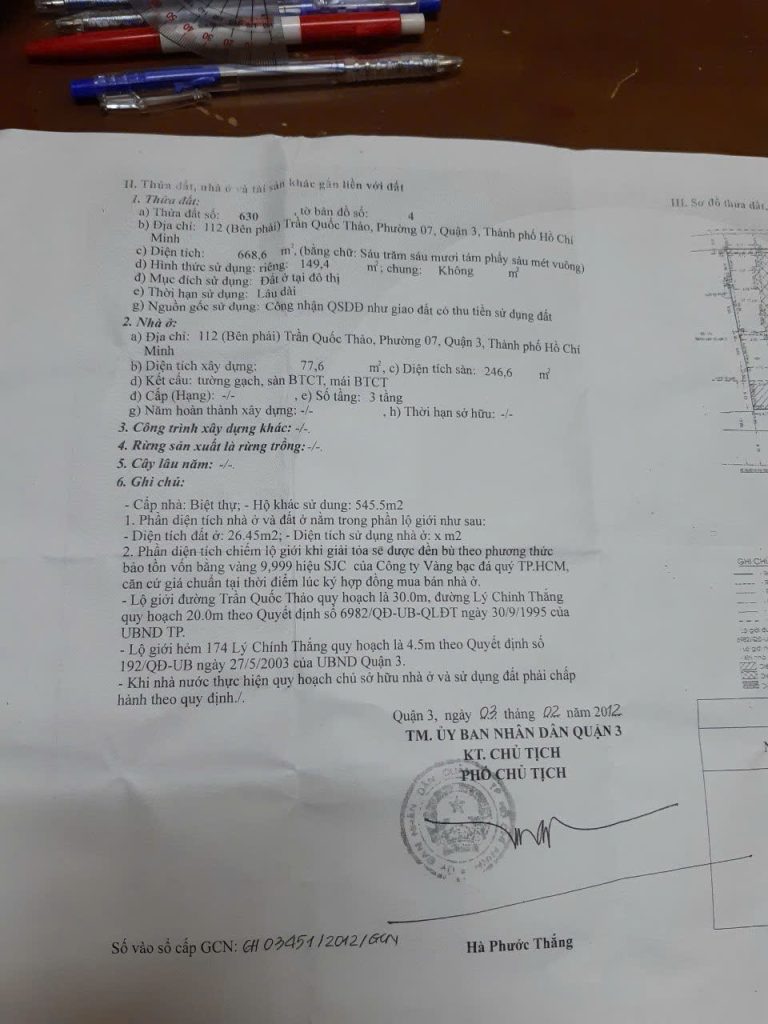 II. Thửa đất, nhà ở và tài sản khác gắn liền với đất
1. Thửa đất:
a) Thửa đất số: 630 , tờ bản đồ số: 4
b) Địa chỉ: 112 (Bên phải) Trần Quốc Thảo, Phường 07, Quận 3, Thành phố Hồ Chí
Minh
c) Diện tích: 668,6 m², (bằng chữ: Sáu trăm sáu mươi tám phẩy sáu mét vuông)
d) Hình thức sử dụng: riêng: 149,4 m²; chung: Không m²
đ) Mục đích sử dụng: Đất ở tại đô thị
e) Thời hạn sử dụng: Lâu dài
g) Nguồn gốc sử dụng: Công nhận QSDĐ như giao đất có thu tiền sử dụng đất
2. Nhà ở:
a) Địa chỉ: 112 (Bên phải) Trần Quốc Thảo, Phường 07, Quận 3, Thành phố Hồ Chí
Minh
b) Diện tích xây dựng: 77,6 m², c) Diện tích sàn: 246,6 m²
d) Kết cấu: tường gạch, sàn BTCT, mái BTCT
đ) Cấp (Hạng): -/- , e) Số tầng: 3 tầng
g) Năm hoàn thành xây dựng: -/- , h) Thời hạn sở hữu: -/-
3. Công trình xây dựng khác: -/-.
4. Rừng sản xuất là rừng trồng: -/-.
5. Cây lâu năm: -/-.
6. Ghi chú:
- Cấp nhà: Biệt thự; - Hộ khác sử dung: 545.5m2
1. Phần diện tích nhà ở và đất ở nằm trong phần lộ giới như sau:
- Diện tích đất ở: 26.45m2; - Diện tích sử dụng nhà ở: x m2
2. Phần diện tích chiếm lộ giới khi giải tỏa sẽ được đền bù theo phương thức
bảo tồn vốn bằng vàng 9,999 hiệu SJC của Công ty Vàng bạc đá quý TP.HCM,
căn cứ giá chuẩn tại thời điểm lúc ký hợp đồng mua bán nhà ở.
- Lộ giới đường Trần Quốc Thảo quy hoạch là 30.0m, đường Lý Chính Thắng
quy hoạch 20.0m theo Quyết định số 6982/QĐ-UB-QLĐT ngày 30/9/1995 của
UBND TP.
- Lộ giới hẻm 174 Lý Chính Thắng quy hoạch là 4.5m theo Quyết định số
192/QĐ-UB ngày 27/5/2003 của UBND Quận 3.
- Khi nhà nước thực hiện quy hoạch chủ sở hữu nhà ở và sử dụng đất phải chấp
hành theo quy định./.
Quận 3, ngày 03 tháng 02 năm 2012
TM. ỦY BAN NHÂN DÂN QUẬN 3
KT. CHỦ TỊCH
PHÓ CHỦ TỊCH
Hà Phước Thắng
Số vào sổ cấp GCN: GH 03451/2012/GCN
III. Sơ đồ thửa đất,
GHI CHÚ